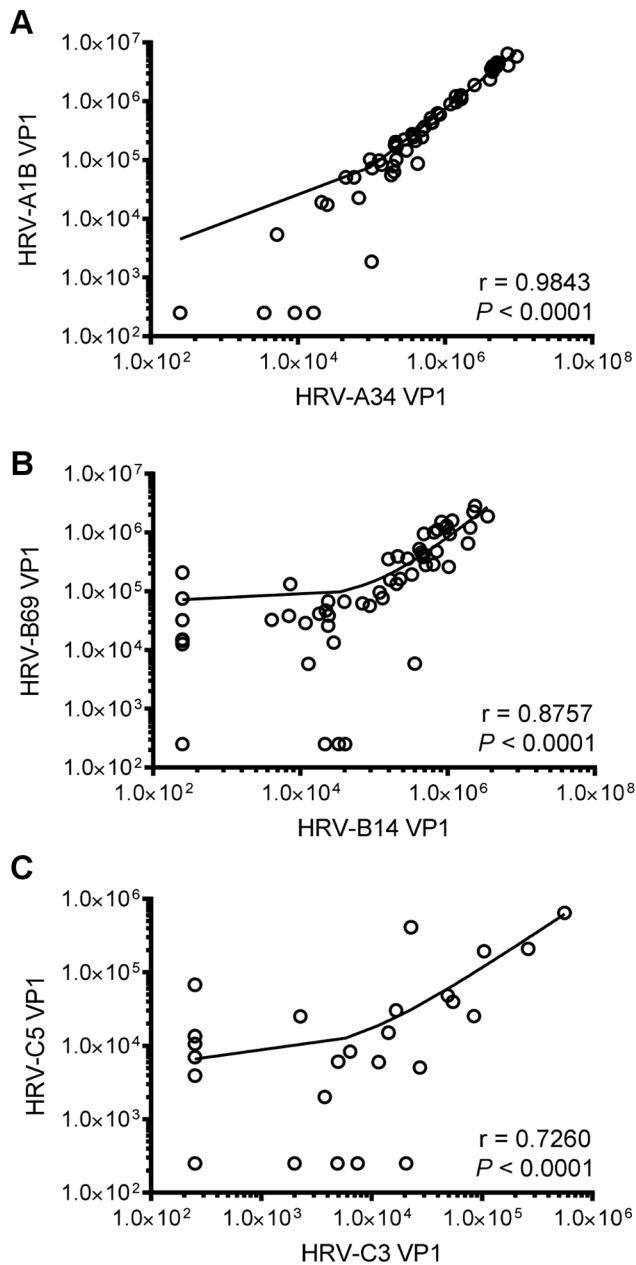 A
1.0×10⁷
1.0×10⁶
1.0×10⁵
1.0×10⁴
1.0×10³
1.0×10²
HRV-A1B VP1
r = 0.9843
P < 0.0001
1.0×10² 1.0×10⁴ 1.0×10⁶ 1.0×10⁸
HRV-A34 VP1
B
1.0×10⁷
1.0×10⁶
1.0×10⁵
1.0×10⁴
1.0×10³
1.0×10²
HRV-B69 VP1
r = 0.8757
P < 0.0001
1.0×10² 1.0×10⁴ 1.0×10⁶ 1.0×10⁸
HRV-B14 VP1
C
1.0×10⁶
1.0×10⁵
1.0×10⁴
1.0×10³
1.0×10²
HRV-C5 VP1
r = 0.7260
P < 0.0001
1.0×10² 1.0×10³ 1.0×10⁴ 1.0×10⁵ 1.0×10⁶
HRV-C3 VP1